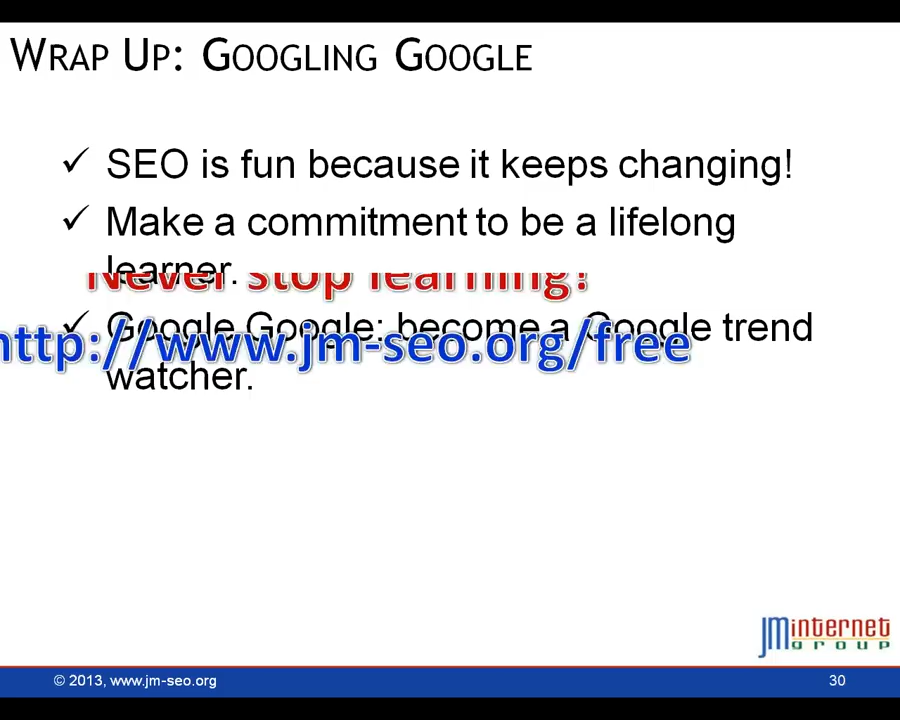 Wrap Up: Googling Google
✓ SEO is fun because it keeps changing!
✓ Make a commitment to be a lifelong
learner.
Never stop learning!
✓ Google Google: become a Google trend
http://www.jm-seo.org/free
watcher.
JMinternet
group
© 2013, www.jm-seo.org
30